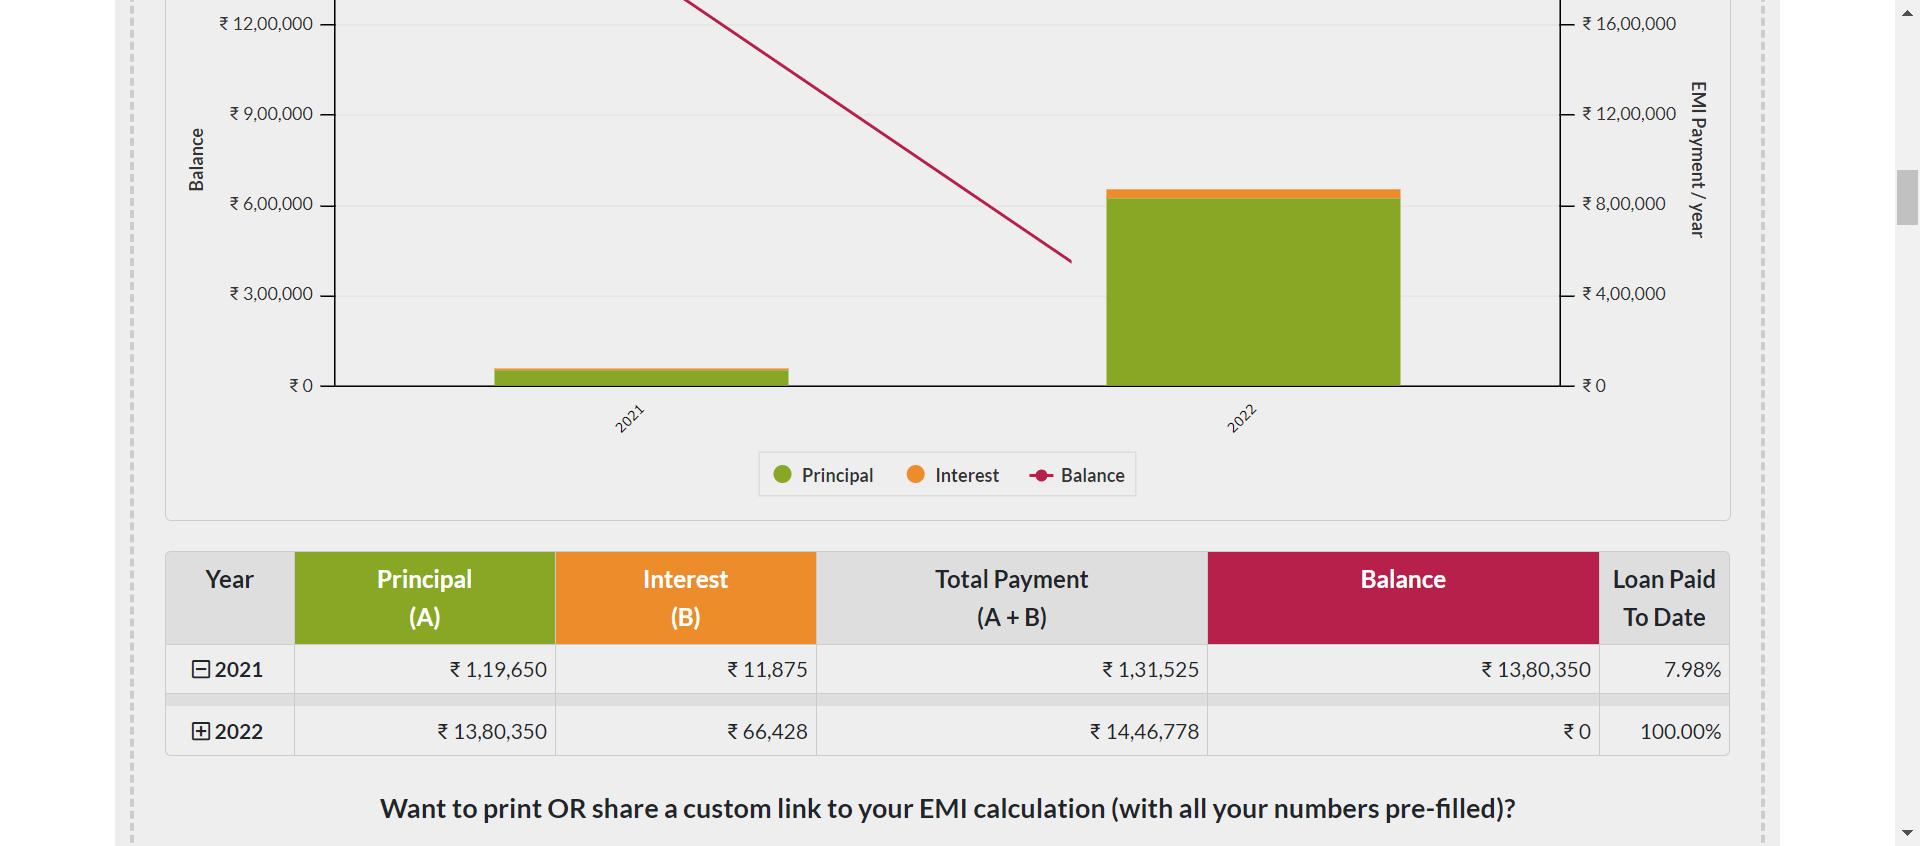 ₹ 12,00,000
₹ 16,00,000
₹ 9,00,000
₹ 12,00,000
Balance
EMI Payment / year
₹ 6,00,000
₹ 8,00,000
₹ 3,00,000
₹ 4,00,000
₹ 0
₹ 0
2021
2022
Principal Interest Balance
Year Principal (A) Interest (B) Total Payment (A + B) Balance Loan Paid To Date
2021 ₹ 1,19,650 ₹ 11,875 ₹ 1,31,525 ₹ 13,80,350 7.98%
2022 ₹ 13,80,350 ₹ 66,428 ₹ 14,46,778 ₹ 0 100.00%
Want to print OR share a custom link to your EMI calculation (with all your numbers pre-filled)?